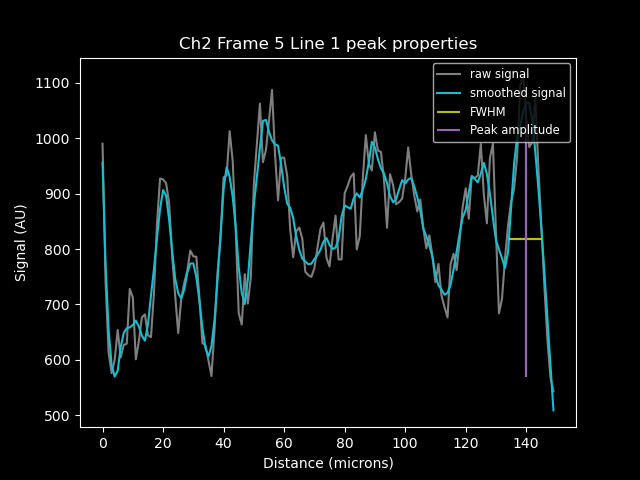 Ch2 Frame 5 Line 1 peak properties
raw signal
smoothed signal
FWHM
Peak amplitude
1100
1000
900
800
700
600
500
Signal (AU)
0 20 40 60 80 100 120 140
Distance (microns)